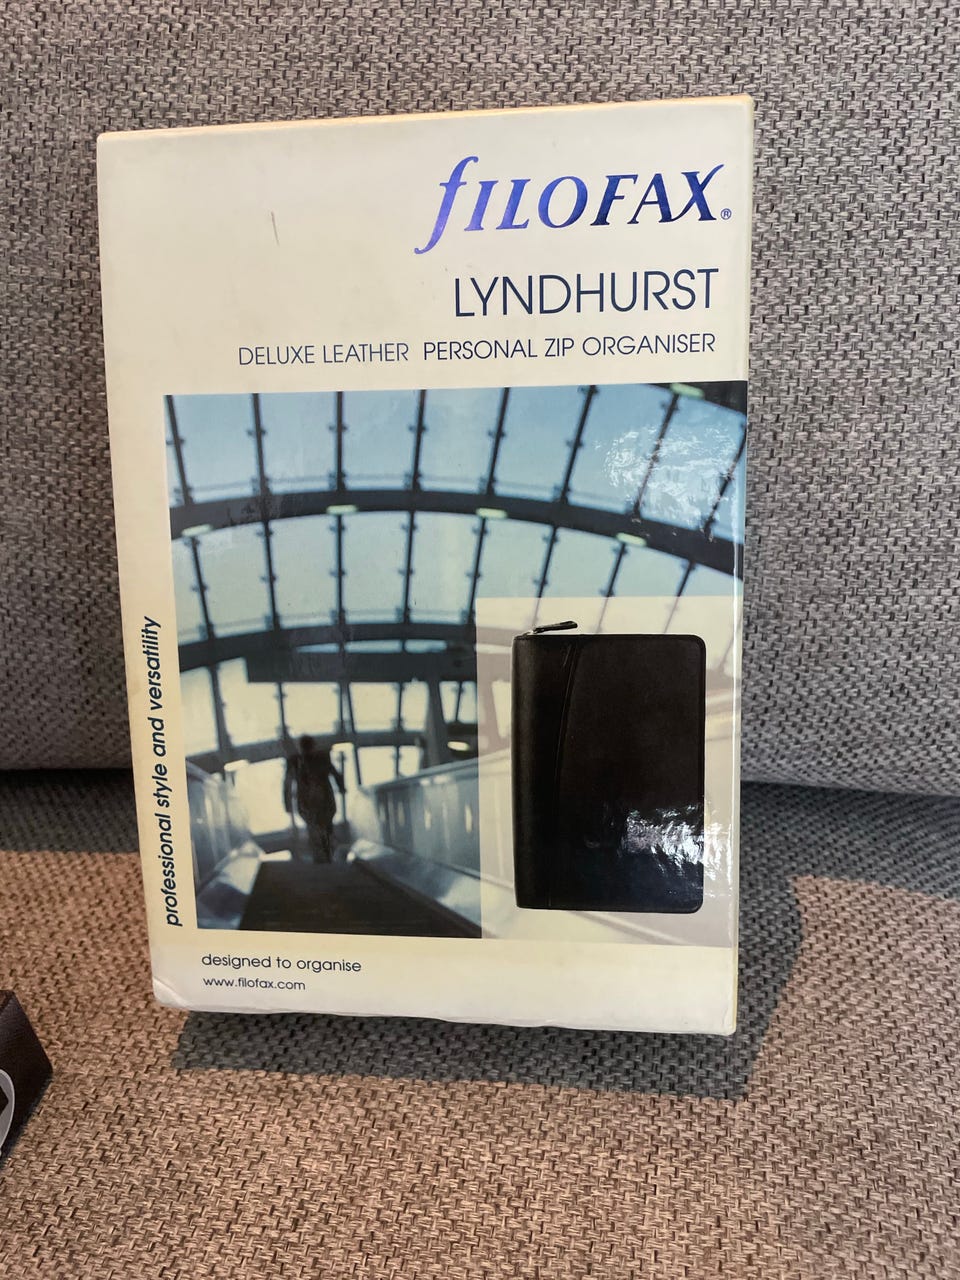 fILOFAX®
LYNDHURST
DELUXE LEATHER PERSONAL ZIP ORGANISER
professional style and versatility
designed to organise
www.filofax.com